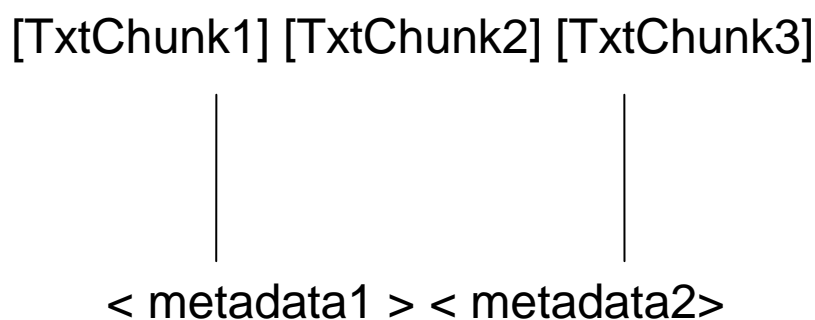 [TxtChunk1] [TxtChunk2] [TxtChunk3]
< metadata1 > < metadata2>